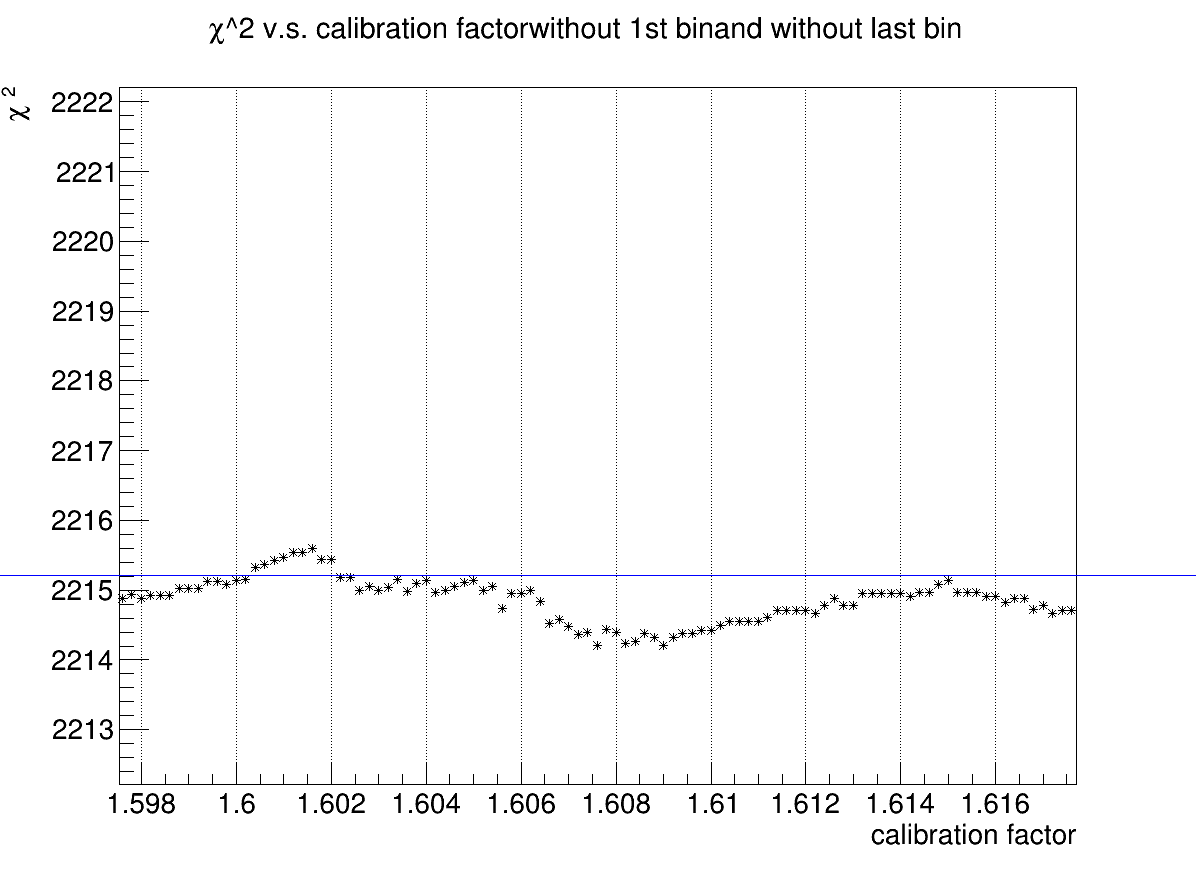 χ^2 v.s. calibration factorwithout 1st binand without last bin
χ²
2222
2221
2220
2219
2218
2217
2216
2215
2214
2213
1.598 1.6 1.602 1.604 1.606 1.608 1.61 1.612 1.614 1.616
calibration factor